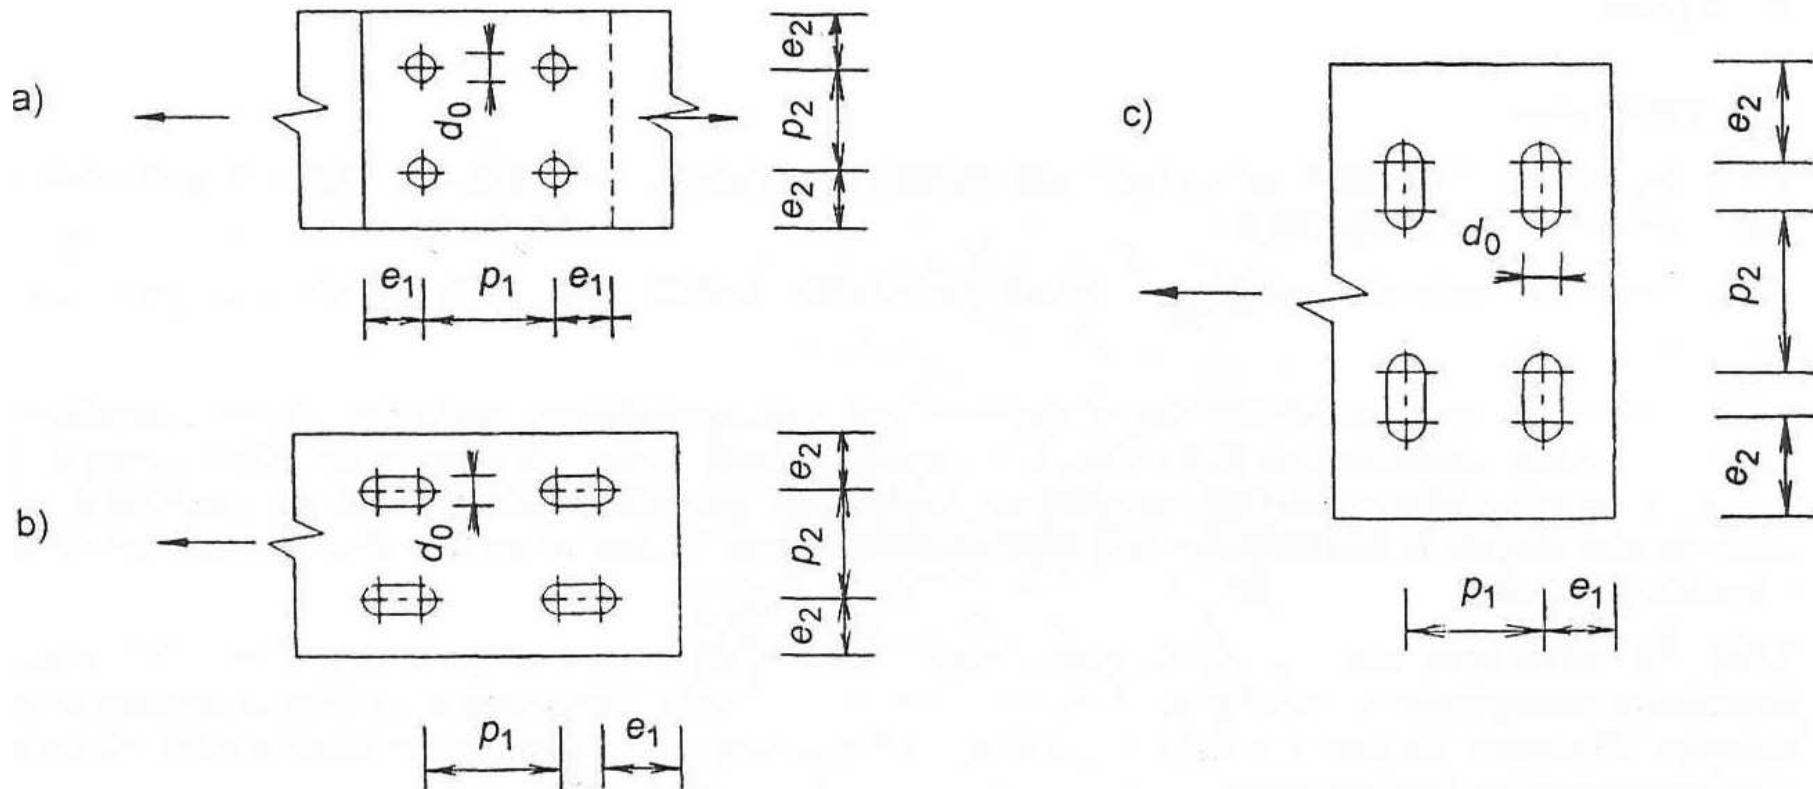 a)
d₀
e₂
p₂
e₂
e₁ p₁ e₁
b)
d₀
e₂
p₂
e₂
p₁ e₁
c)
d₀
e₂
p₂
e₂
p₁ e₁